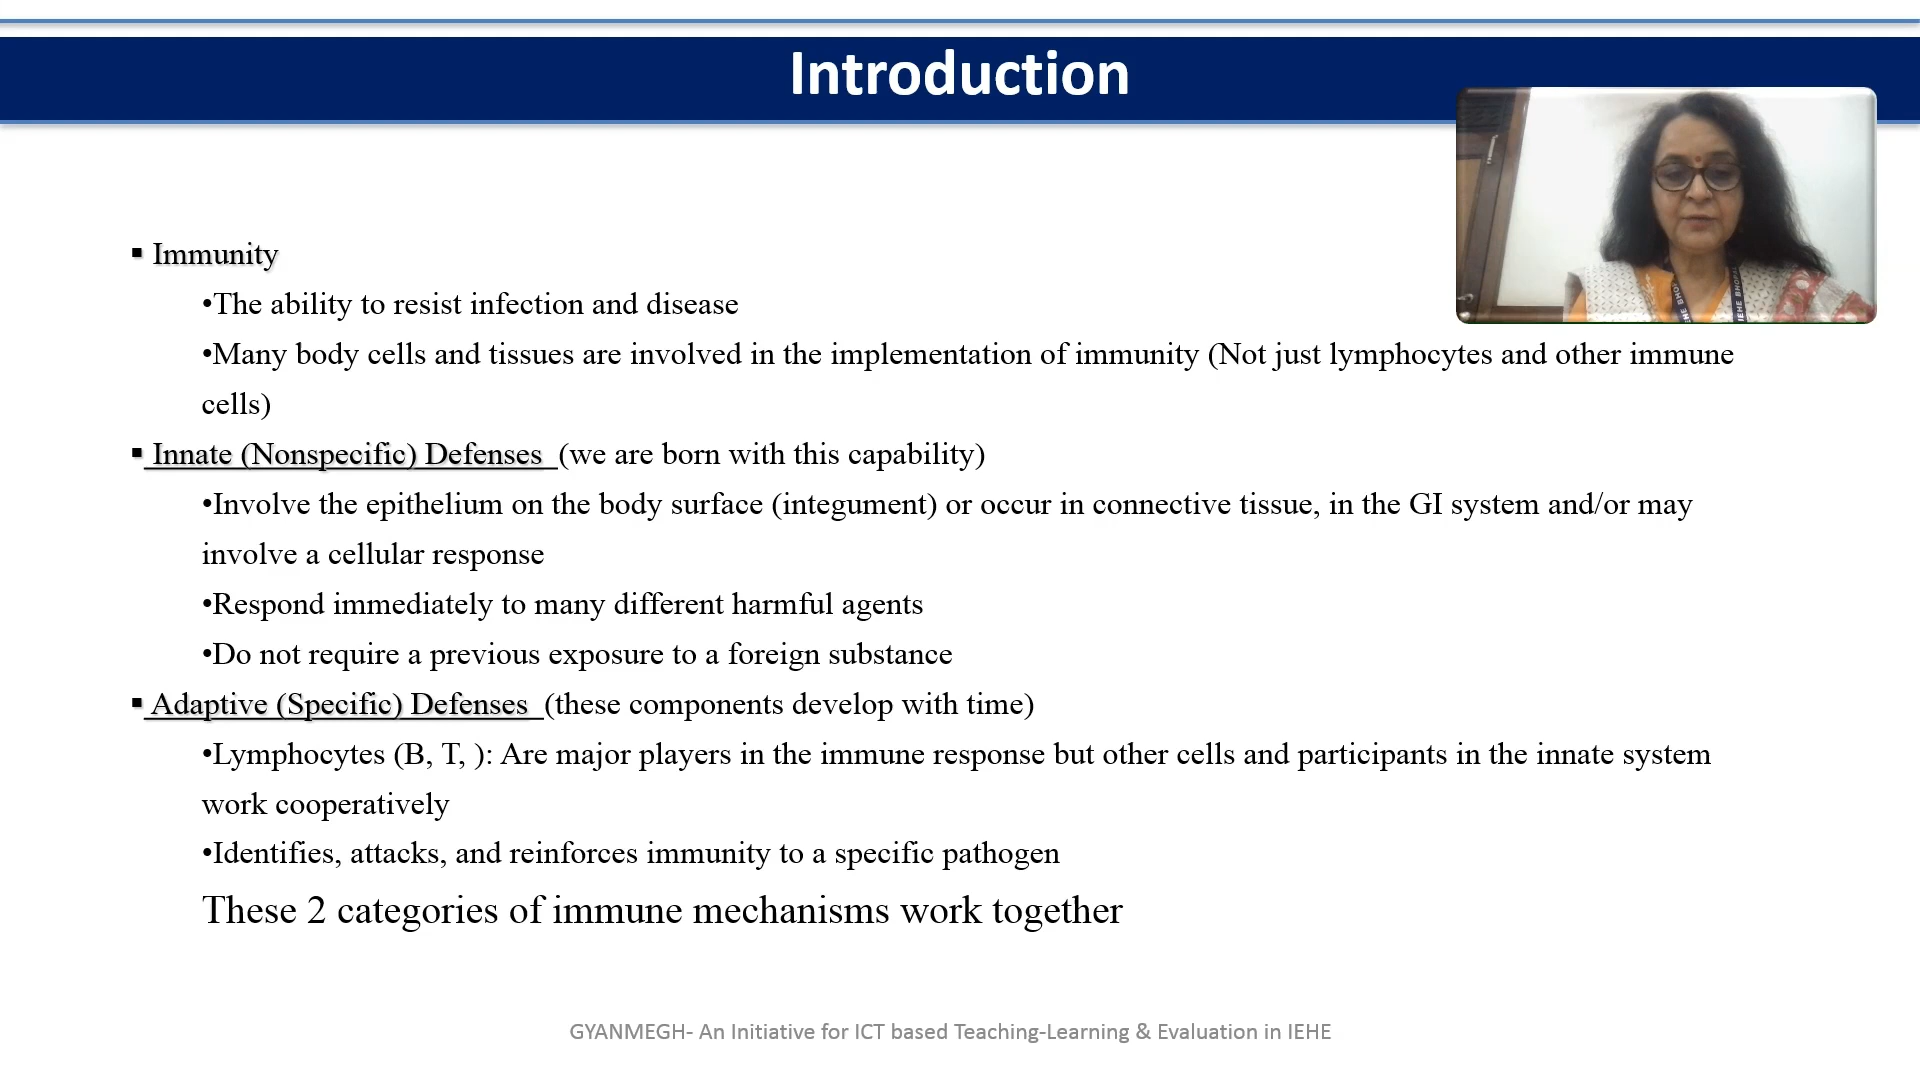 Introduction
▪ Immunity
•The ability to resist infection and disease
•Many body cells and tissues are involved in the implementation of immunity (Not just lymphocytes and other immune
cells)
▪ Innate (Nonspecific) Defenses (we are born with this capability)
•Involve the epithelium on the body surface (integument) or occur in connective tissue, in the GI system and/or may
involve a cellular response
•Respond immediately to many different harmful agents
•Do not require a previous exposure to a foreign substance
▪ Adaptive (Specific) Defenses (these components develop with time)
•Lymphocytes (B, T, ): Are major players in the immune response but other cells and participants in the innate system
work cooperatively
•Identifies, attacks, and reinforces immunity to a specific pathogen
These 2 categories of immune mechanisms work together
GYANMEGH- An Initiative for ICT based Teaching-Learning & Evaluation in IEHE